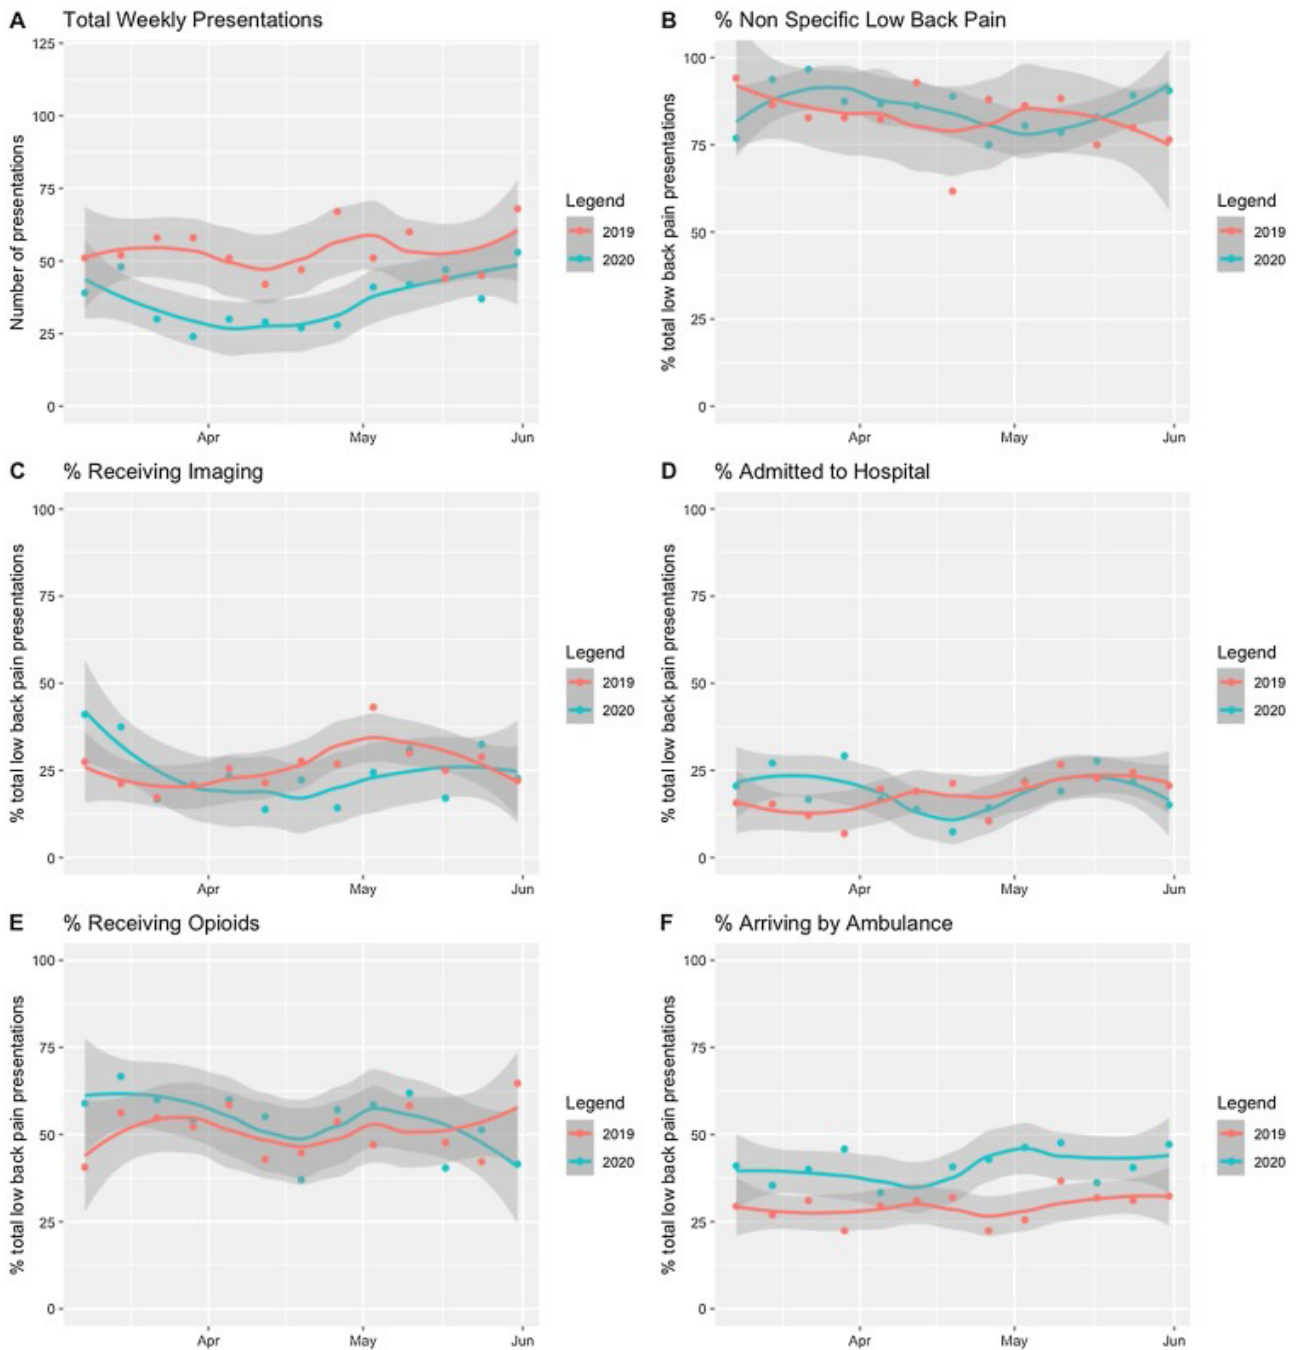 A Total Weekly Presentations
Number of presentations
125
100
75
50
25
0
Apr May Jun
Legend
2019
2020
B % Non Specific Low Back Pain
% total low back pain presentations
100
75
50
25
0
Apr May Jun
Legend
2019
2020
C % Receiving Imaging
% total low back pain presentations
100
75
50
25
0
Apr May Jun
Legend
2019
2020
D % Admitted to Hospital
% total low back pain presentations
100
75
50
25
0
Apr May Jun
Legend
2019
2020
E % Receiving Opioids
% total low back pain presentations
100
75
50
25
0
Apr May Jun
Legend
2019
2020
F % Arriving by Ambulance
% total low back pain presentations
100
75
50
25
0
Apr May Jun
Legend
2019
2020